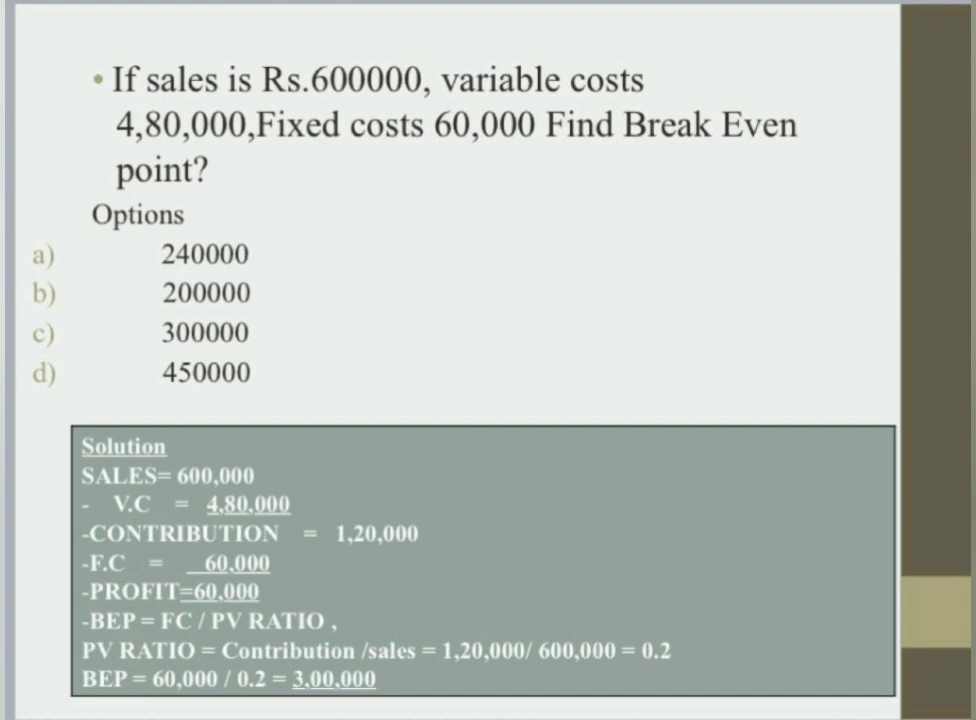 • If sales is Rs.600000, variable costs
4,80,000,Fixed costs 60,000 Find Break Even
point?
Options
a) 240000
b) 200000
c) 300000
d) 450000
Solution
SALES= 600,000
- V.C = 4,80,000
-CONTRIBUTION = 1,20,000
-F.C = 60,000
-PROFIT=60,000
-BEP = FC / PV RATIO ,
PV RATIO = Contribution /sales = 1,20,000/ 600,000 = 0.2
BEP = 60,000 / 0.2 = 3,00,000